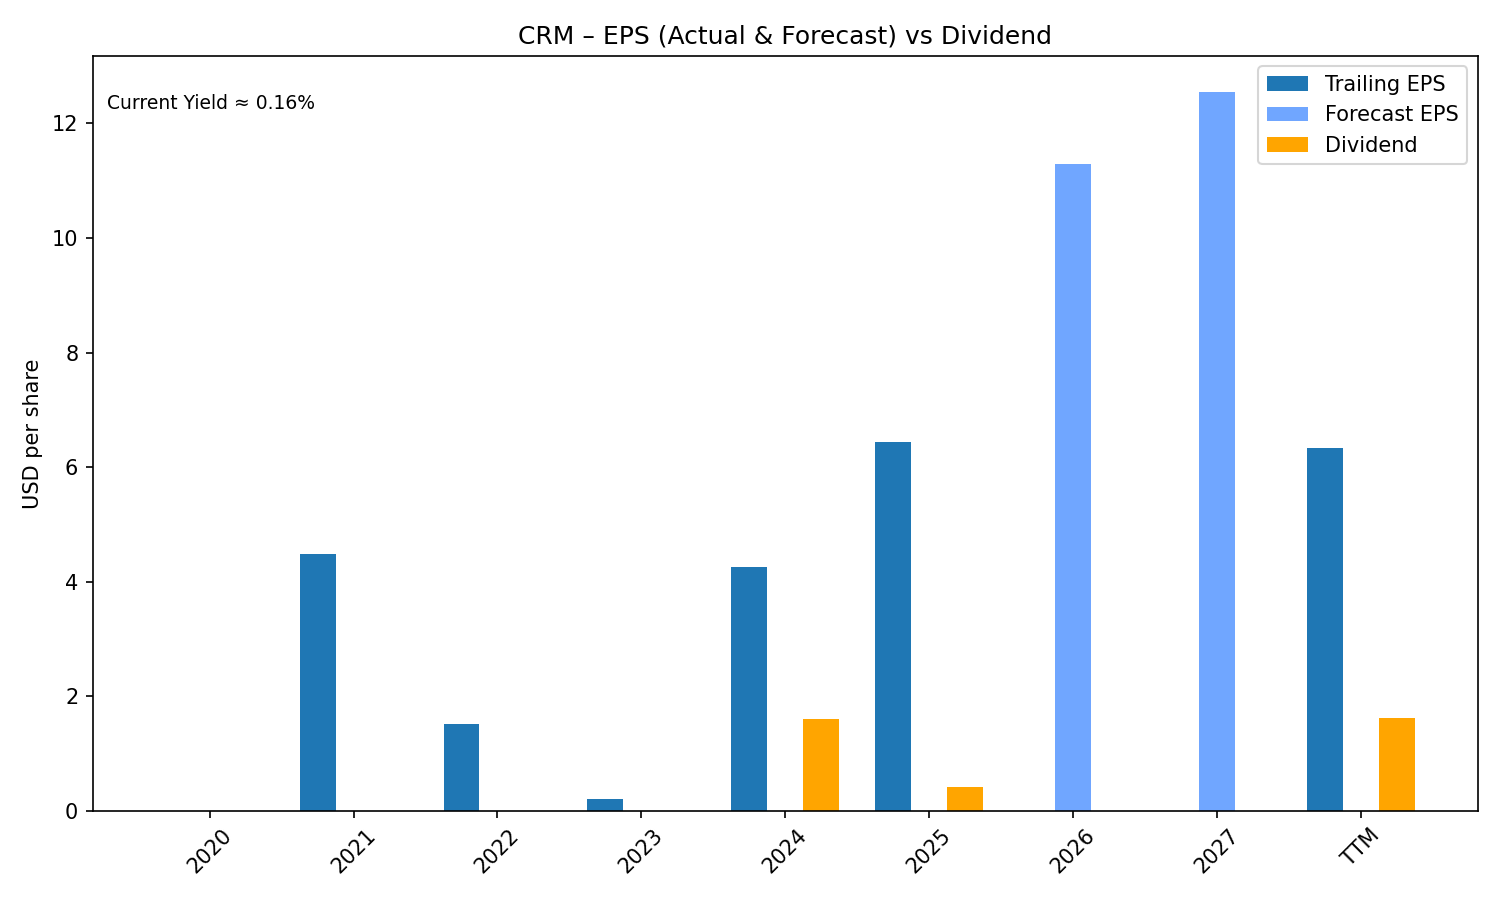 CRM – EPS (Actual & Forecast) vs Dividend
Current Yield ≈ 0.16%
Trailing EPS
Forecast EPS
Dividend
USD per share
12
10
8
6
4
2
0
2020
2021
2022
2023
2024
2025
2026
2027
TTM